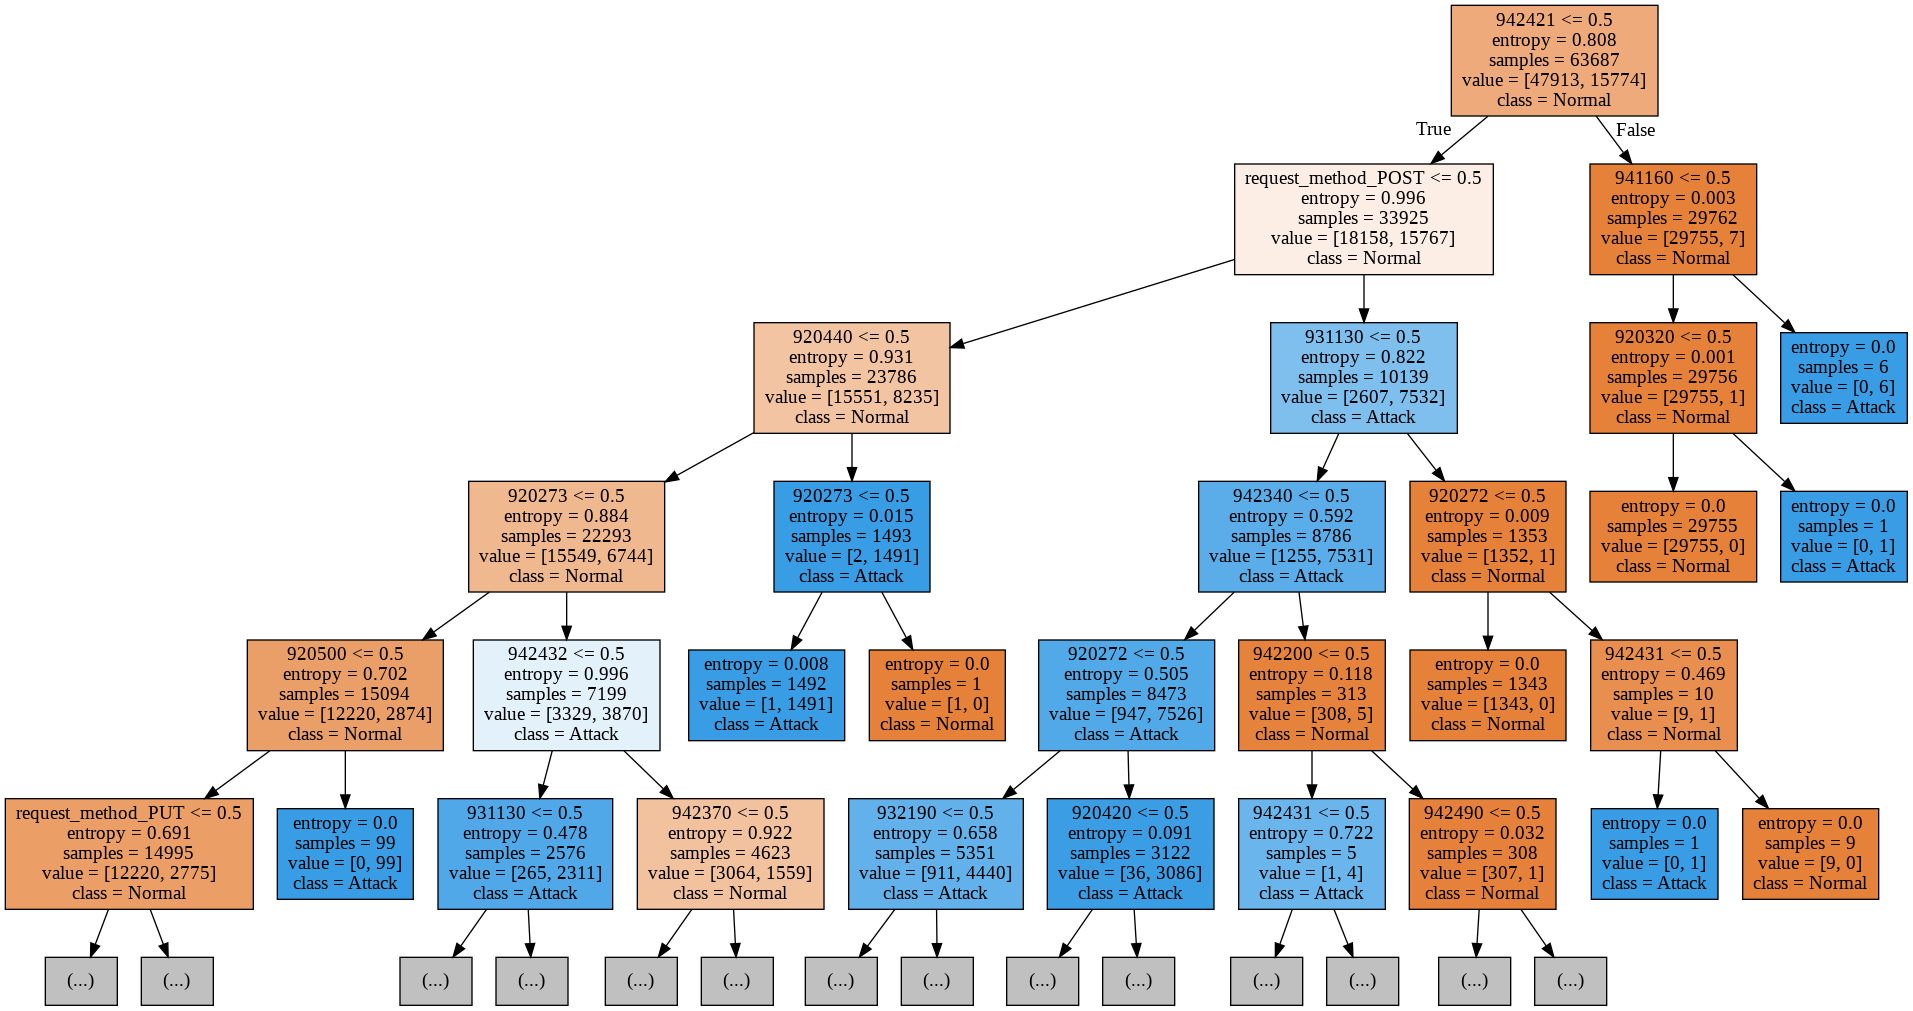 942421 <= 0.5
entropy = 0.808
samples = 63687
value = [47913, 15774]
class = Normal
True
False
request_method_POST <= 0.5
entropy = 0.996
samples = 33925
value = [18158, 15767]
class = Normal
941160 <= 0.5
entropy = 0.003
samples = 29762
value = [29755, 7]
class = Normal
920440 <= 0.5
entropy = 0.931
samples = 23786
value = [15551, 8235]
class = Normal
931130 <= 0.5
entropy = 0.822
samples = 10139
value = [2607, 7532]
class = Attack
920320 <= 0.5
entropy = 0.001
samples = 29756
value = [29755, 1]
class = Normal
entropy = 0.0
samples = 6
value = [0, 6]
class = Attack
920273 <= 0.5
entropy = 0.884
samples = 22293
value = [15549, 6744]
class = Normal
920273 <= 0.5
entropy = 0.015
samples = 1493
value = [2, 1491]
class = Attack
942340 <= 0.5
entropy = 0.592
samples = 8786
value = [1255, 7531]
class = Attack
920272 <= 0.5
entropy = 0.009
samples = 1353
value = [1352, 1]
class = Normal
entropy = 0.0
samples = 29755
value = [29755, 0]
class = Normal
entropy = 0.0
samples = 1
value = [0, 1]
class = Attack
920500 <= 0.5
entropy = 0.702
samples = 15094
value = [12220, 2874]
class = Normal
942432 <= 0.5
entropy = 0.996
samples = 7199
value = [3329, 3870]
class = Attack
entropy = 0.008
samples = 1492
value = [1, 1491]
class = Attack
entropy = 0.0
samples = 1
value = [1, 0]
class = Normal
920272 <= 0.5
entropy = 0.505
samples = 8473
value = [947, 7526]
class = Attack
942200 <= 0.5
entropy = 0.118
samples = 313
value = [308, 5]
class = Normal
entropy = 0.0
samples = 1343
value = [1343, 0]
class = Normal
942431 <= 0.5
entropy = 0.469
samples = 10
value = [9, 1]
class = Normal
request_method_PUT <= 0.5
entropy = 0.691
samples = 14995
value = [12220, 2775]
class = Normal
entropy = 0.0
samples = 99
value = [0, 99]
class = Attack
931130 <= 0.5
entropy = 0.478
samples = 2576
value = [265, 2311]
class = Attack
942370 <= 0.5
entropy = 0.922
samples = 4623
value = [3064, 1559]
class = Normal
932190 <= 0.5
entropy = 0.658
samples = 5351
value = [911, 4440]
class = Attack
920420 <= 0.5
entropy = 0.091
samples = 3122
value = [36, 3086]
class = Attack
942431 <= 0.5
entropy = 0.722
samples = 5
value = [1, 4]
class = Attack
942490 <= 0.5
entropy = 0.032
samples = 308
value = [307, 1]
class = Normal
entropy = 0.0
samples = 1
value = [0, 1]
class = Attack
entropy = 0.0
samples = 9
value = [9, 0]
class = Normal
(...)
(...)
(...)
(...)
(...)
(...)
(...)
(...)
(...)
(...)
(...)
(...)
(...)
(...)